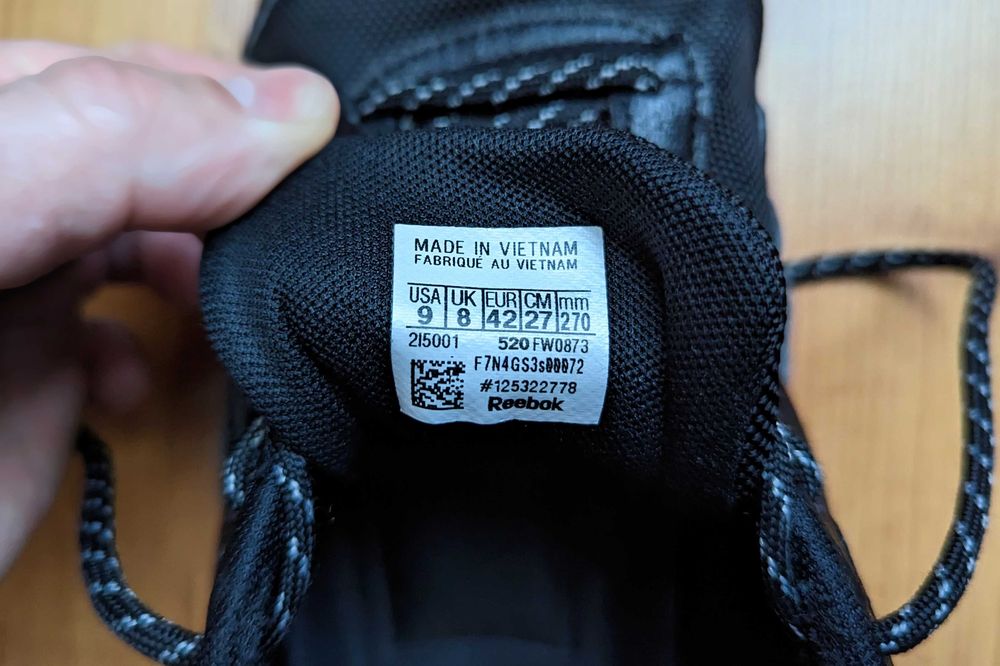 MADE IN VIETNAM
FABRIQUÉ AU VIETNAM
USA UK EUR CM mm
9 8 42 27 270
2I5001 520 FW0873
#125322778
Reebok